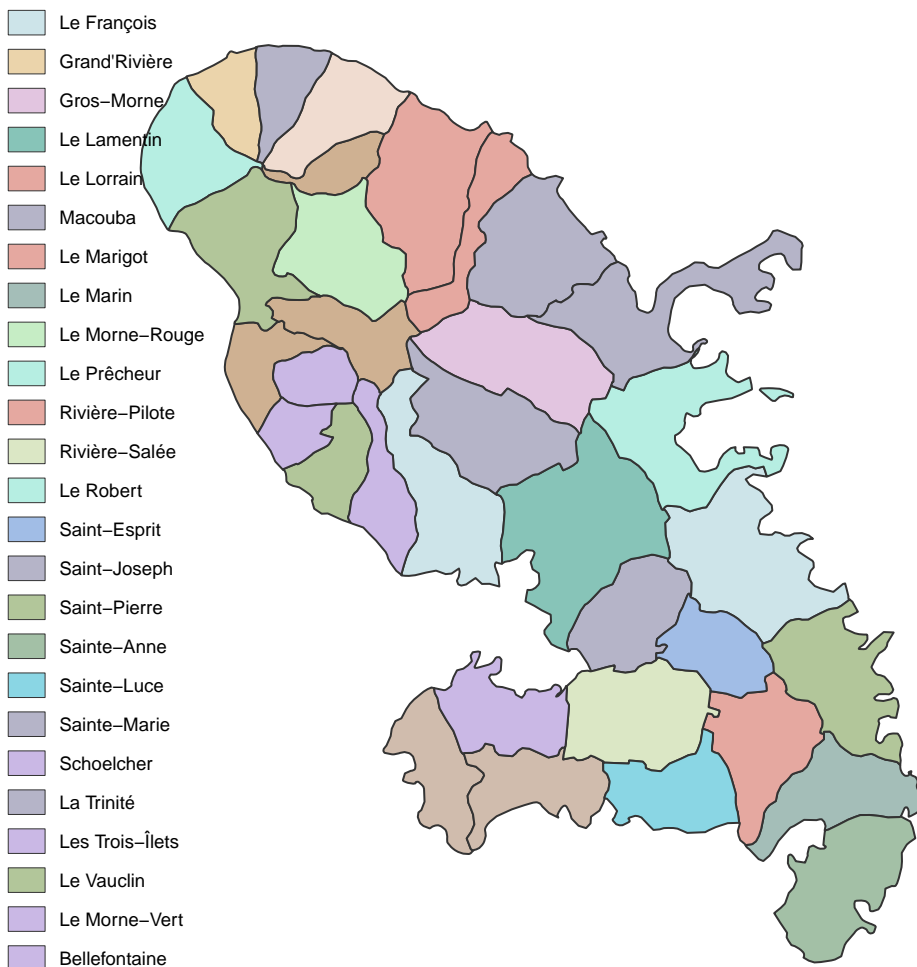 Le François
Grand'Rivière
Gros−Morne
Le Lamentin
Le Lorrain
Macouba
Le Marigot
Le Marin
Le Morne−Rouge
Le Prêcheur
Rivière−Pilote
Rivière−Salée
Le Robert
Saint−Esprit
Saint−Joseph
Saint−Pierre
Sainte−Anne
Sainte−Luce
Sainte−Marie
Schoelcher
La Trinité
Les Trois−Îlets
Le Vauclin
Le Morne−Vert
Bellefontaine